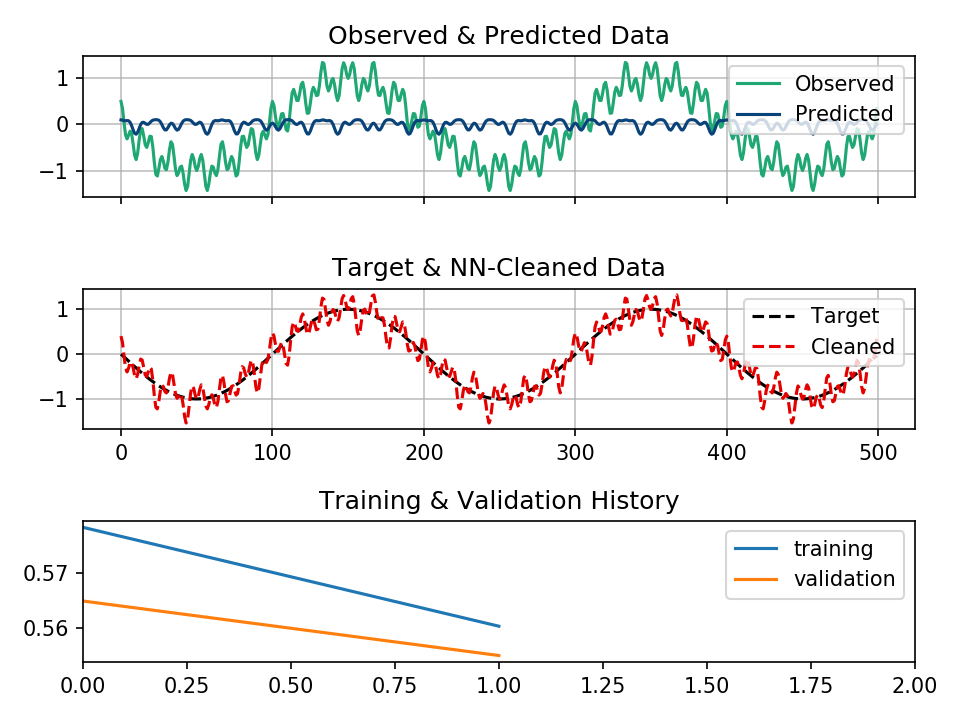 Observed & Predicted Data
1
0
−1
Observed
Predicted
Target & NN-Cleaned Data
1
0
−1
Target
Cleaned
0 100 200 300 400 500
Training & Validation History
0.57
0.56
training
validation
0.00 0.25 0.50 0.75 1.00 1.25 1.50 1.75 2.00